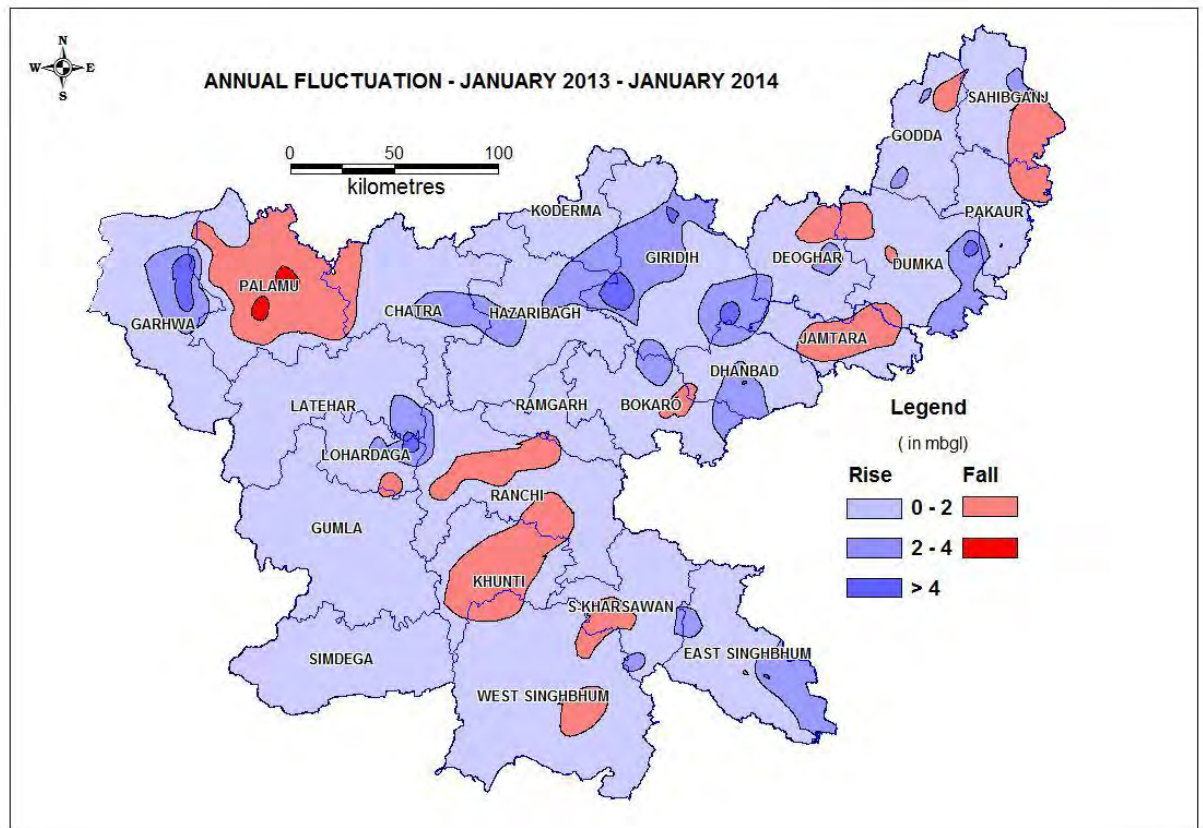 N
W E
S
ANNUAL FLUCTUATION - JANUARY 2013 - JANUARY 2014
0 50 100
kilometres
SAHIBGANJ
GODDA
KODERMA
PAKAUR
GIRIDIH
DEOGHAR
DUMKA
PALAMU
CHATRA
HAZARIBAGH
GARHWA
JAMTARA
DHANBAD
LATEHAR
RAMGARH
BOKARO
LOHARDAGA
RANCHI
GUMLA
KHUNTI
S-KHARSAWAN
SIMDEGA
EAST SINGHBHUM
WEST SINGHBHUM
Legend
( in mbgl)
Rise Fall
0 - 2
2 - 4
> 4